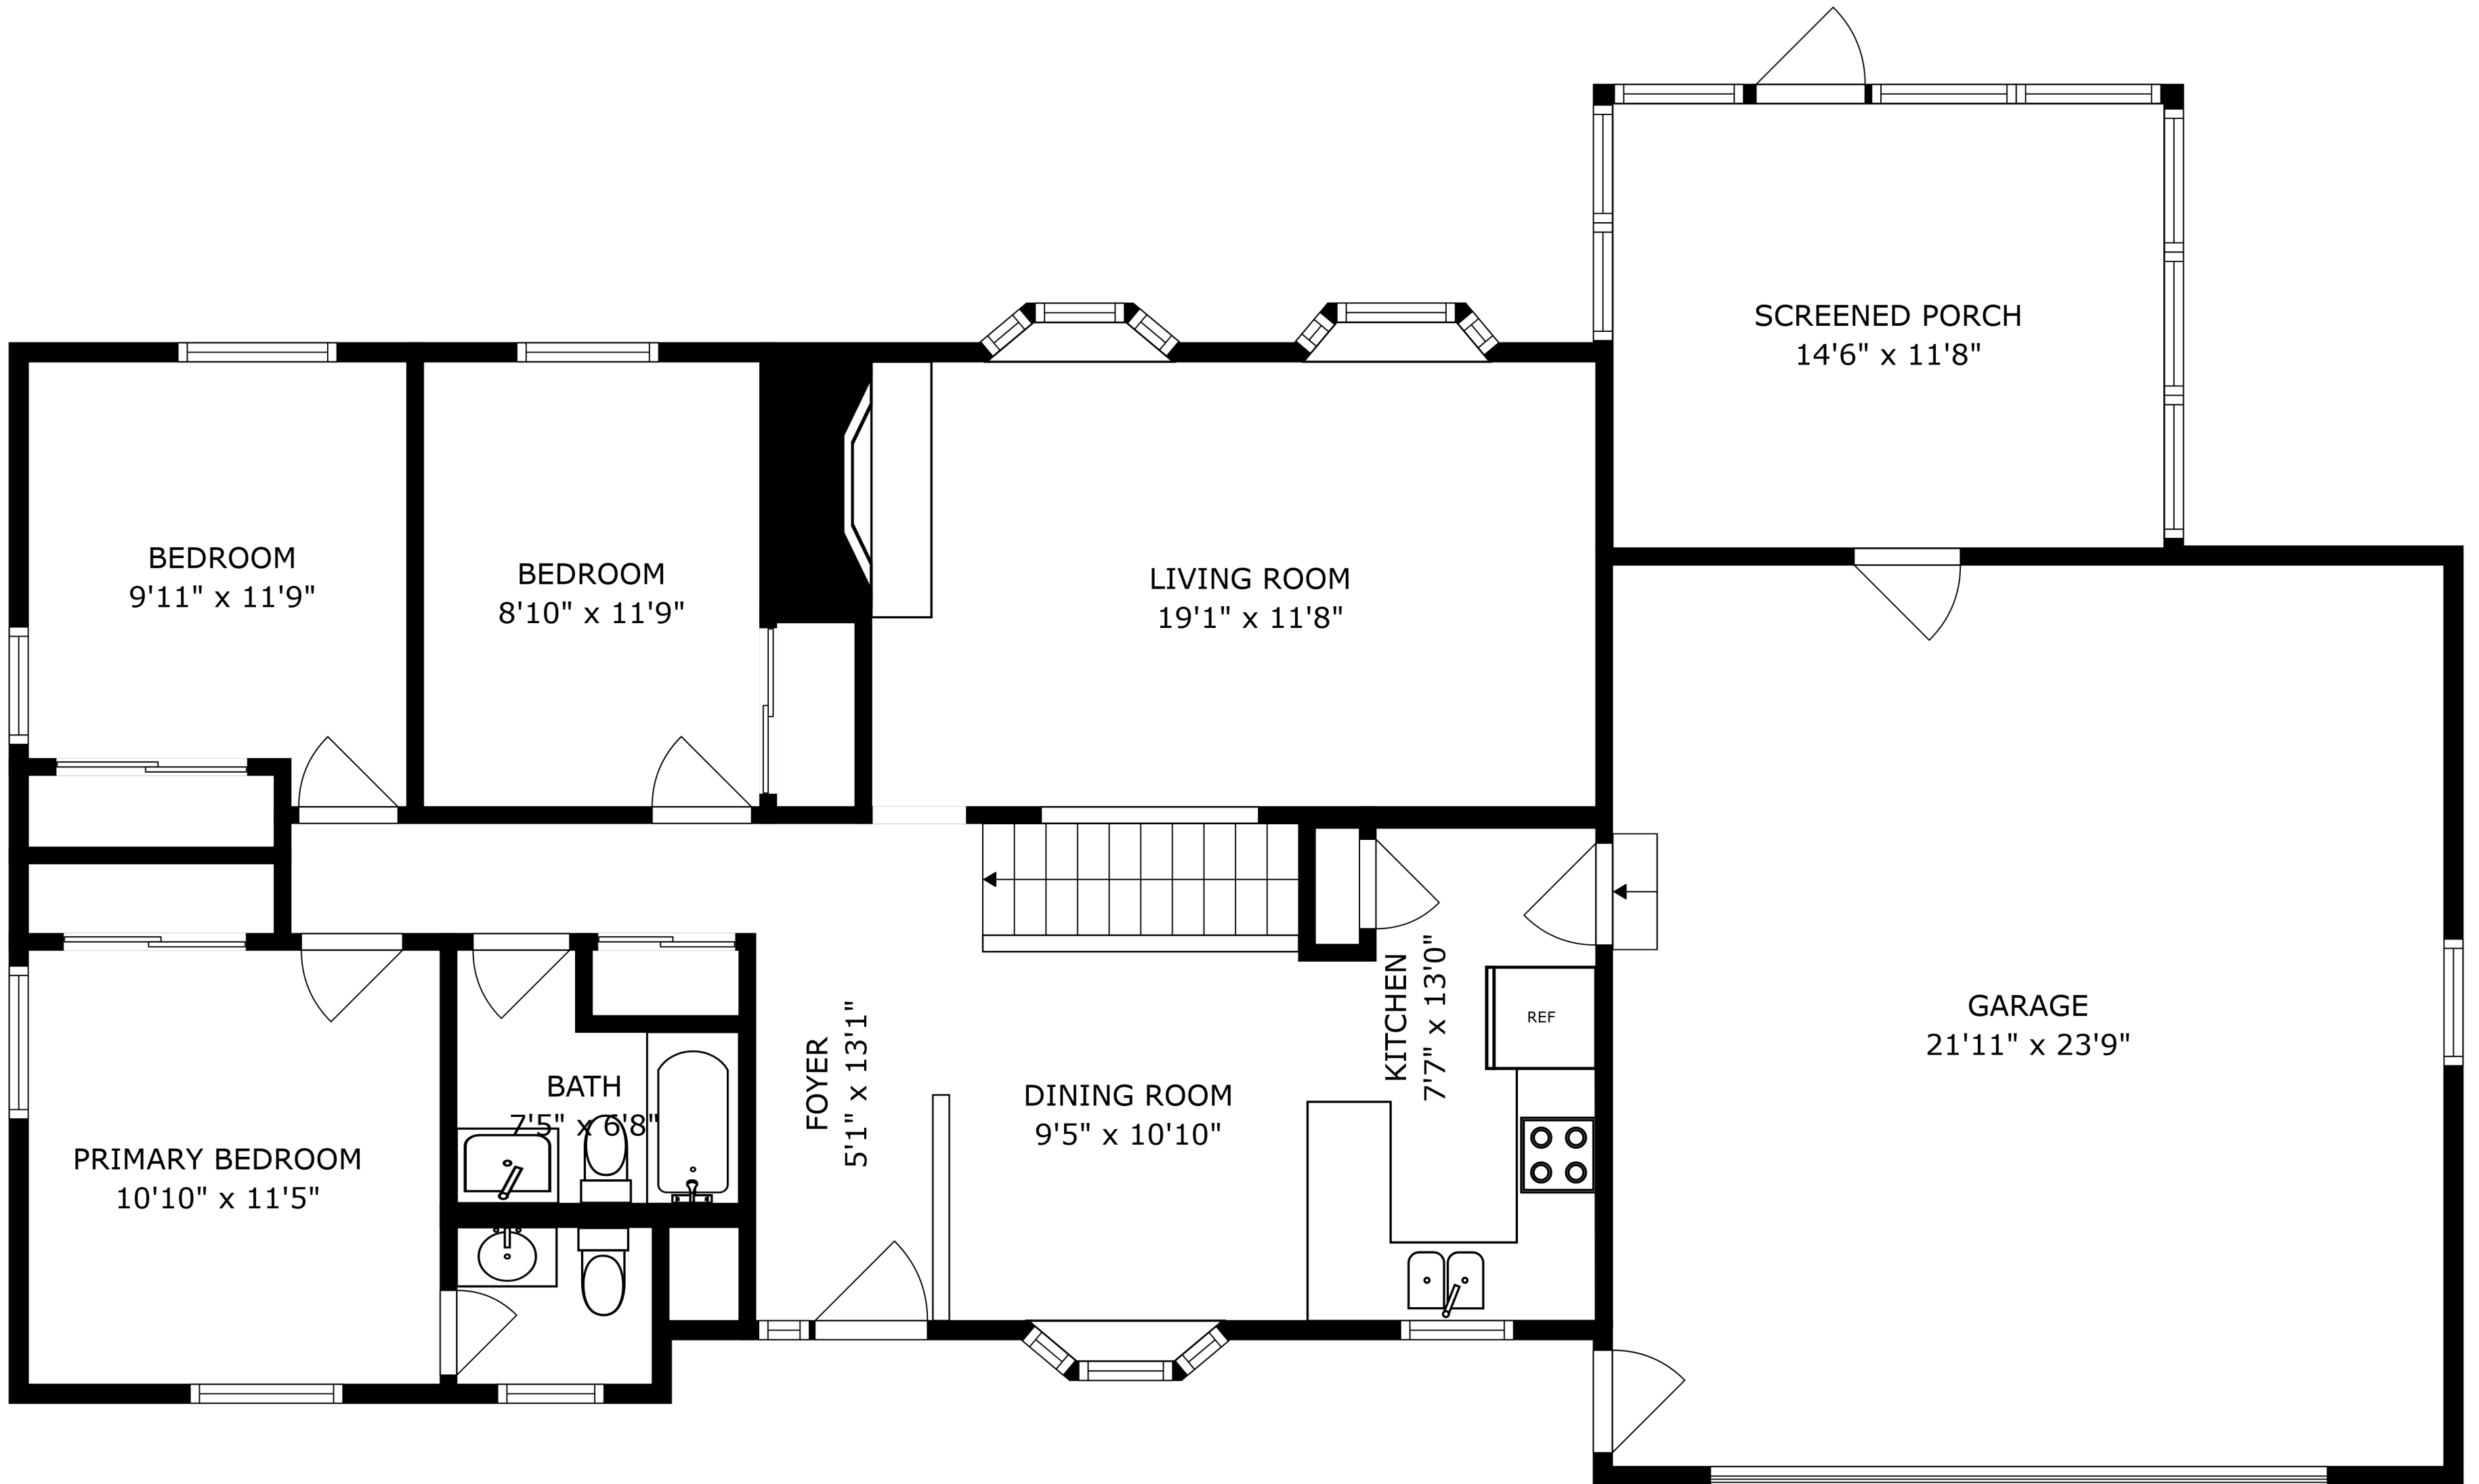 SCREENED PORCH
14'6" x 11'8"
BEDROOM
9'11" x 11'9"
BEDROOM
8'10" x 11'9"
LIVING ROOM
19'1" x 11'8"
KITCHEN
7'7" x 13'0"
REF
GARAGE
21'11" x 23'9"
FOYER
5'1" x 13'1"
BATH
7'5" x 6'8"
DINING ROOM
9'5" x 10'10"
PRIMARY BEDROOM
10'10" x 11'5"